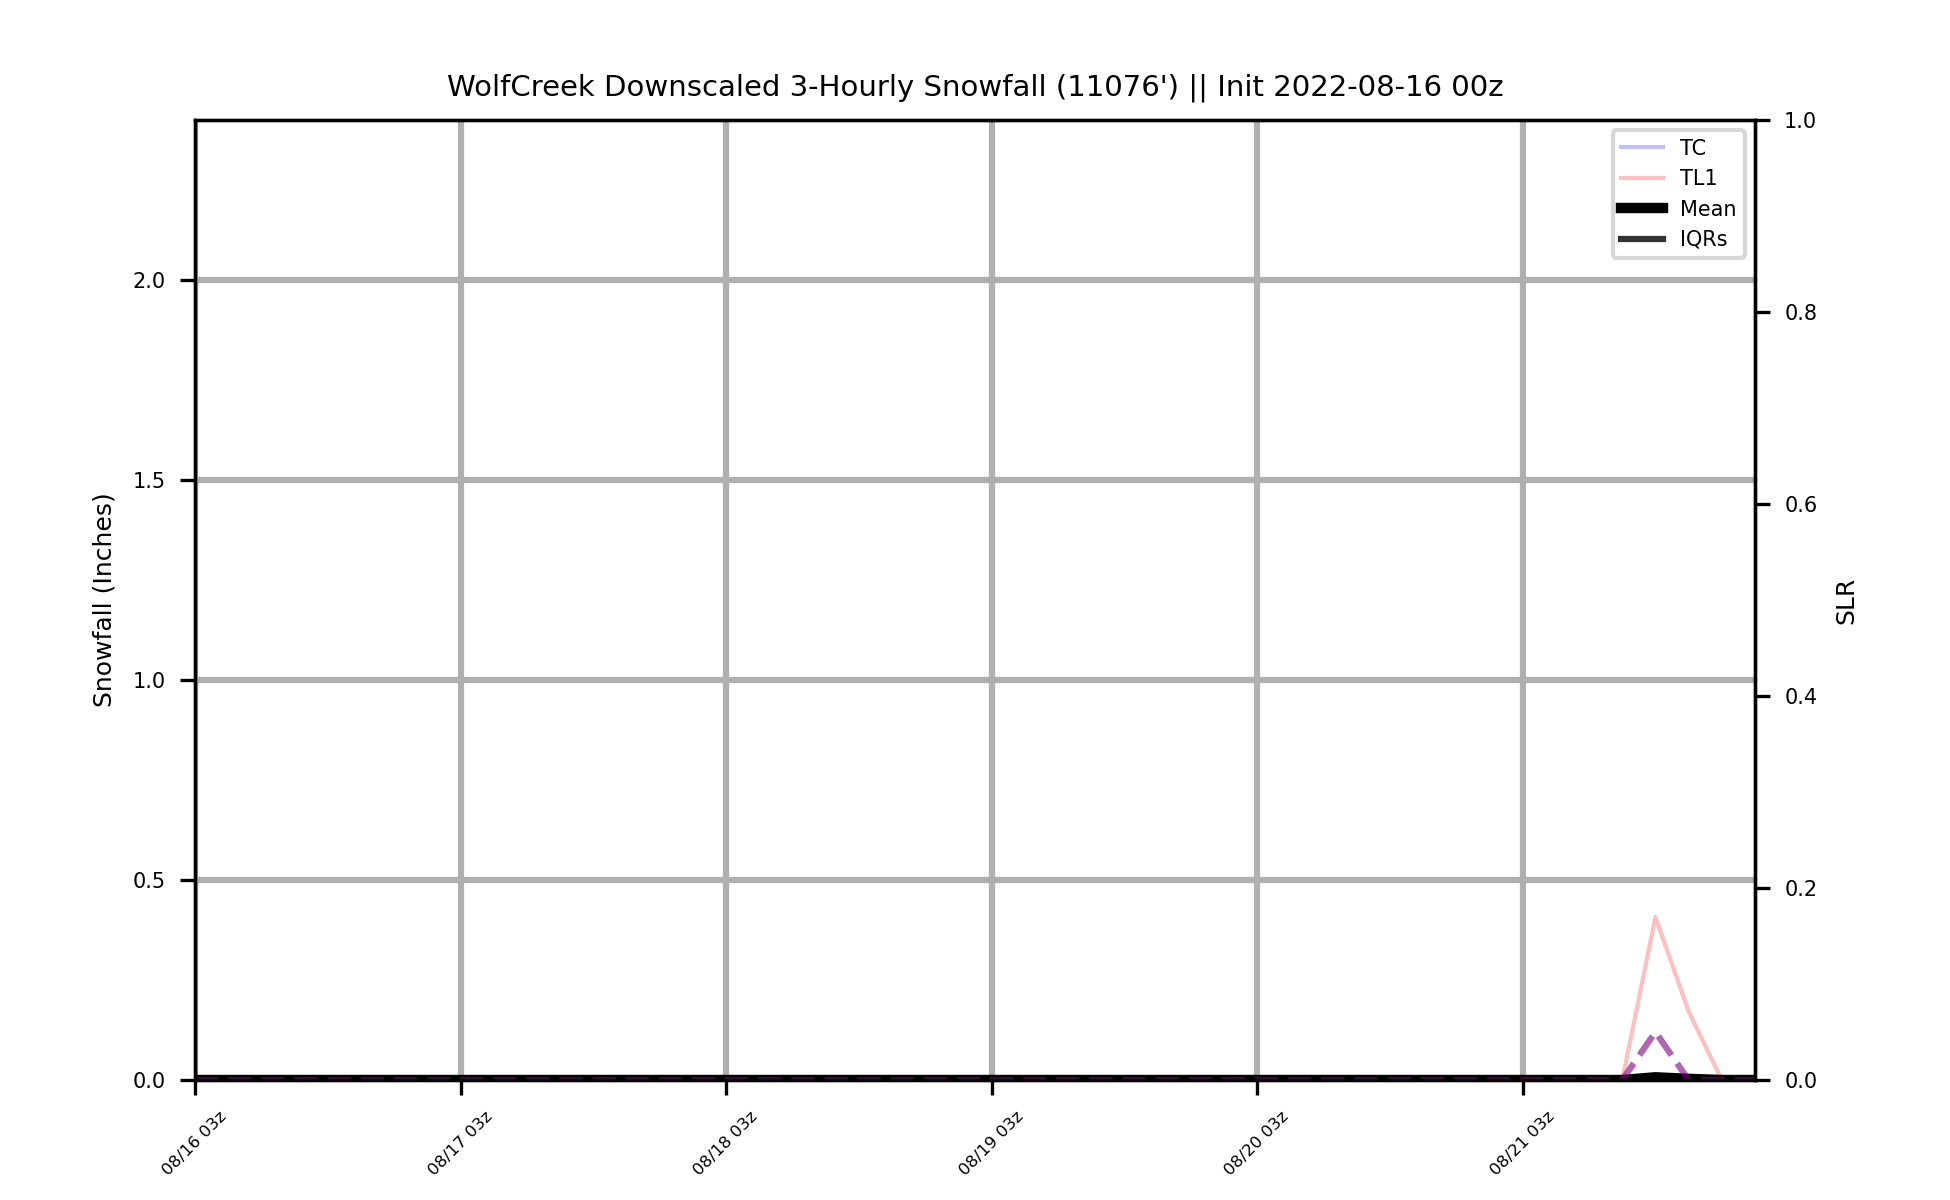 WolfCreek Downscaled 3-Hourly Snowfall (11076') || Init 2022-08-16 00z
TC
TL1
Mean
IQRs
Snowfall (Inches)
2.0
1.5
1.0
0.5
0.0
1.0
0.8
0.6
0.4
0.2
0.0
SLR
08/16 03z
08/17 03z
08/18 03z
08/19 03z
08/20 03z
08/21 03z